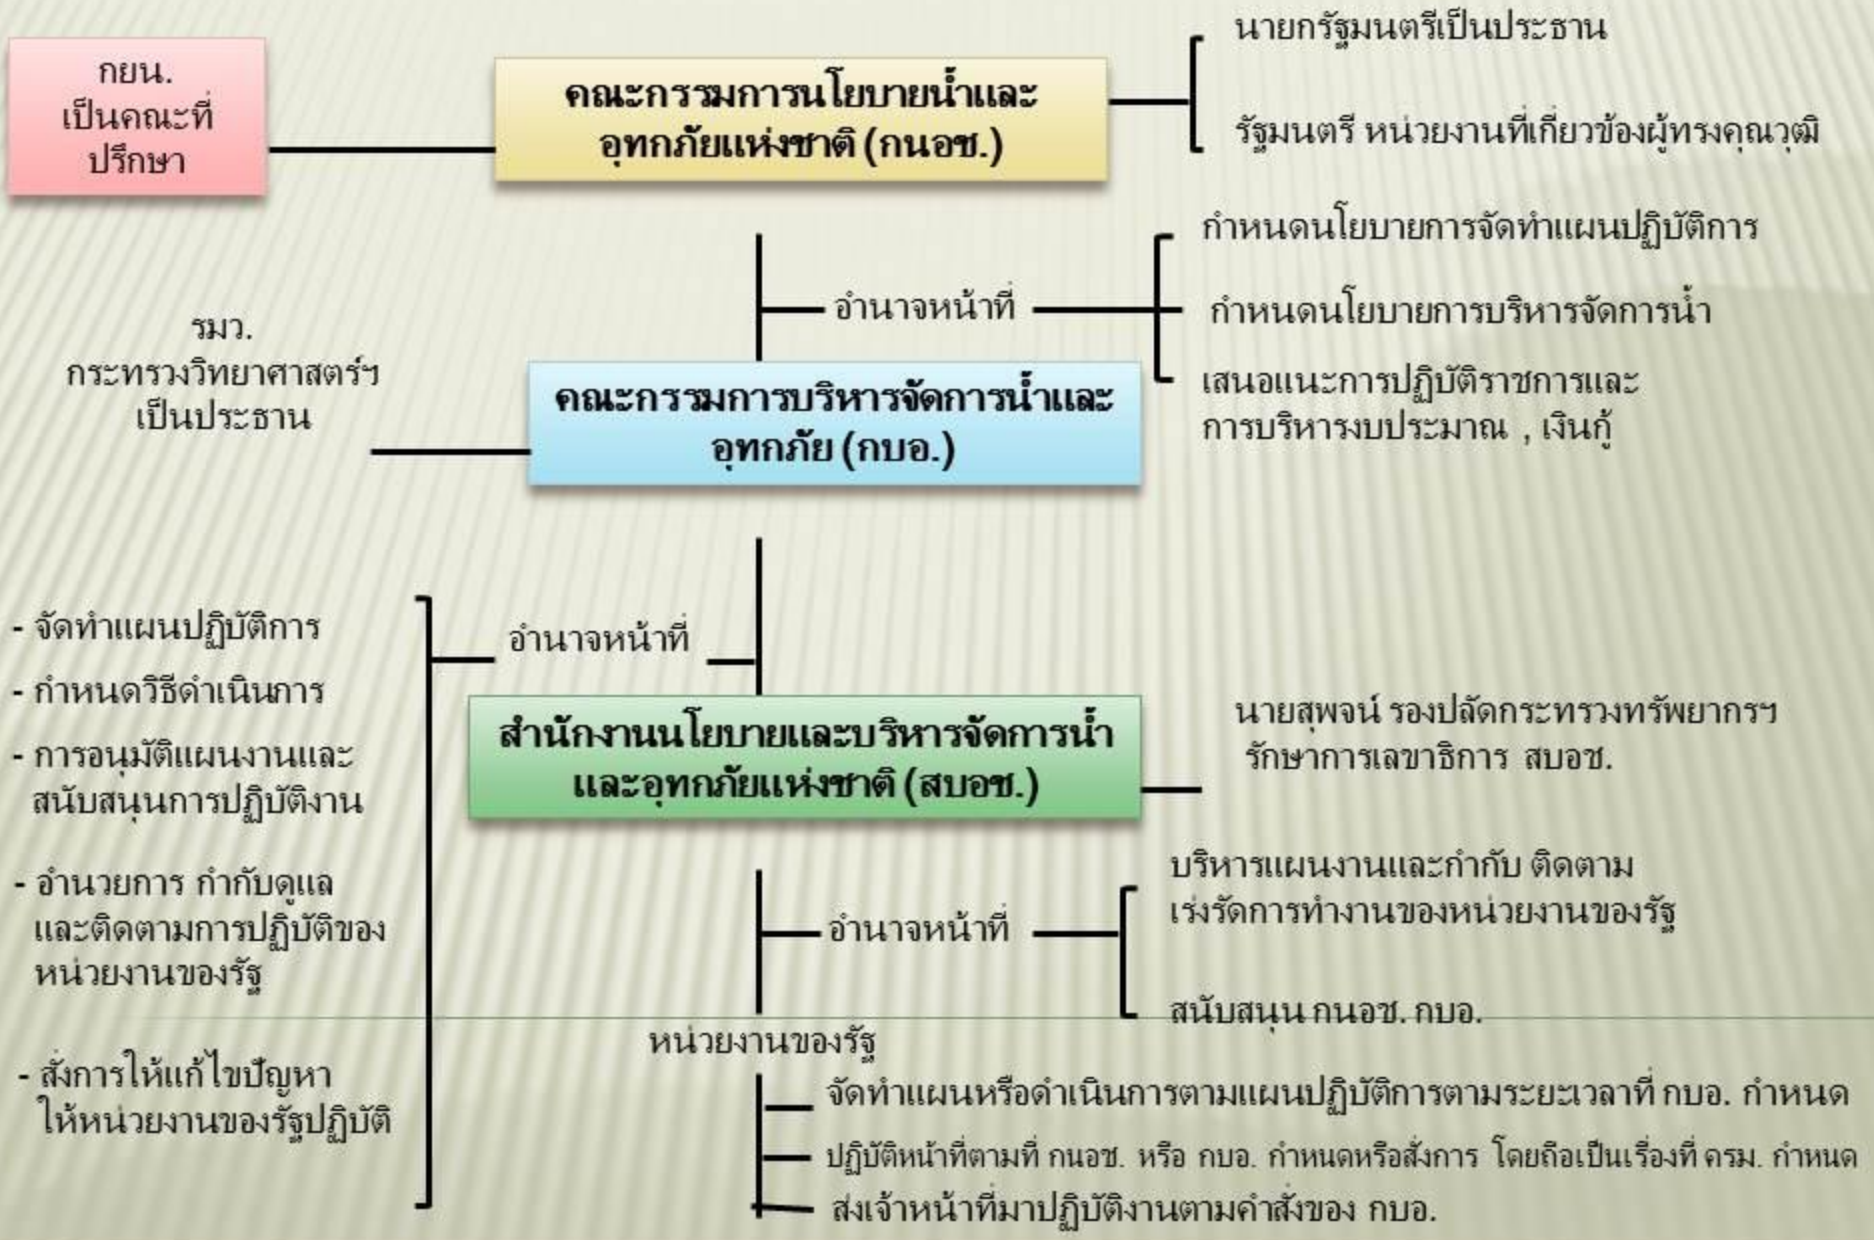 กยน.
เป็นคณะที่
ปรึกษา
คณะกรรมการนโยบายน้ำและ
อุทกภัยแห่งชาติ (กนอช.)
นายกรัฐมนตรีเป็นประธาน
รัฐมนตรี หน่วยงานที่เกี่ยวข้องผู้ทรงคุณวุฒิ
อำนาจหน้าที่
กำหนดนโยบายการจัดทำแผนปฏิบัติการ
กำหนดนโยบายการบริหารจัดการน้ำ
เสนอแนะการปฏิบัติราชการและ
การบริหารงบประมาณ , เงินกู้
รมว.
กระทรวงวิทยาศาสตร์ฯ
เป็นประธาน
คณะกรรมการบริหารจัดการน้ำและ
อุทกภัย (กบอ.)
อำนาจหน้าที่
- จัดทำแผนปฏิบัติการ
- กำหนดวิธีดำเนินการ
- การอนุมัติแผนงานและ
สนับสนุนการปฏิบัติงาน
- อำนวยการ กำกับดูแล
และติดตามการปฏิบัติของ
หน่วยงานของรัฐ
- สั่งการให้แก้ไขปัญหา
ให้หน่วยงานของรัฐปฏิบัติ
สำนักงานนโยบายและบริหารจัดการน้ำ
และอุทกภัยแห่งชาติ (สบอช.)
นายสุพจน์ รองปลัดกระทรวงทรัพยากรฯ
รักษาการเลขาธิการ สบอช.
อำนาจหน้าที่
บริหารแผนงานและกำกับ ติดตาม
เร่งรัดการทำงานของหน่วยงานของรัฐ
สนับสนุน กนอช. กบอ.
หน่วยงานของรัฐ
จัดทำแผนหรือดำเนินการตามแผนปฏิบัติการตามระยะเวลาที่ กบอ. กำหนด
ปฏิบัติหน้าที่ตามที่ กนอช. หรือ กบอ. กำหนดหรือสั่งการ โดยถือเป็นเรื่องที่ ครม. กำหนด
ส่งเจ้าหน้าที่มาปฏิบัติงานตามคำสั่งของ กบอ.